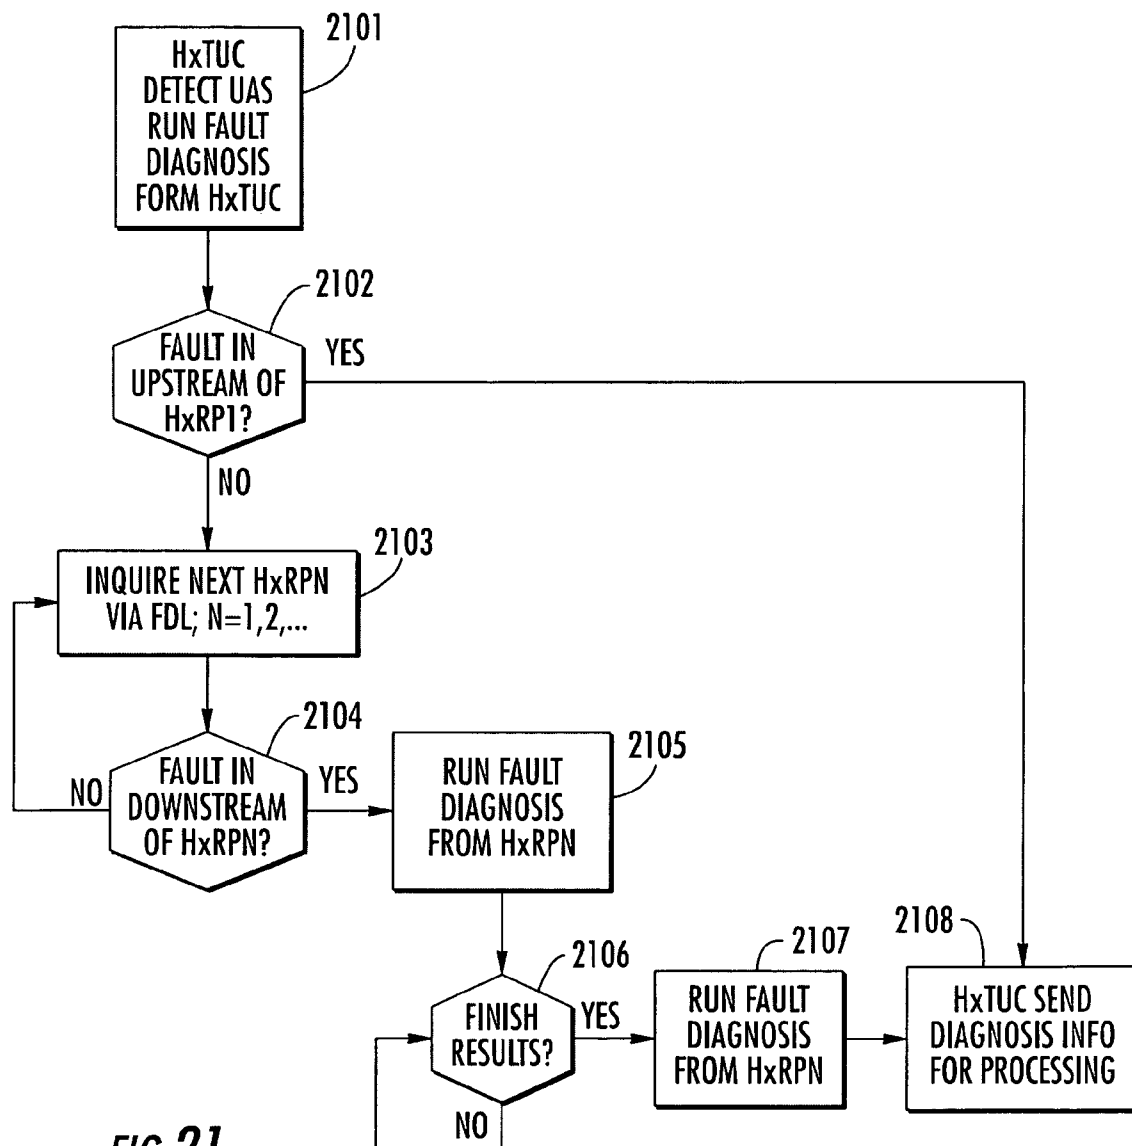 2101
HxTUC
DETECT UAS
RUN FAULT
DIAGNOSIS
FORM HxTUC
2102
FAULT IN
UPSTREAM OF
HxRP1?
YES
NO
2103
INQUIRE NEXT HxRPN
VIA FDL; N=1,2,...
2104
FAULT IN
DOWNSTREAM
OF HxRPN?
NO
YES
2105
RUN FAULT
DIAGNOSIS
FROM HxRPN
2106
FINISH
RESULTS?
YES
NO
2107
RUN FAULT
DIAGNOSIS
FROM HxRPN
2108
HxTUC SEND
DIAGNOSIS INFO
FOR PROCESSING
FIG. 21